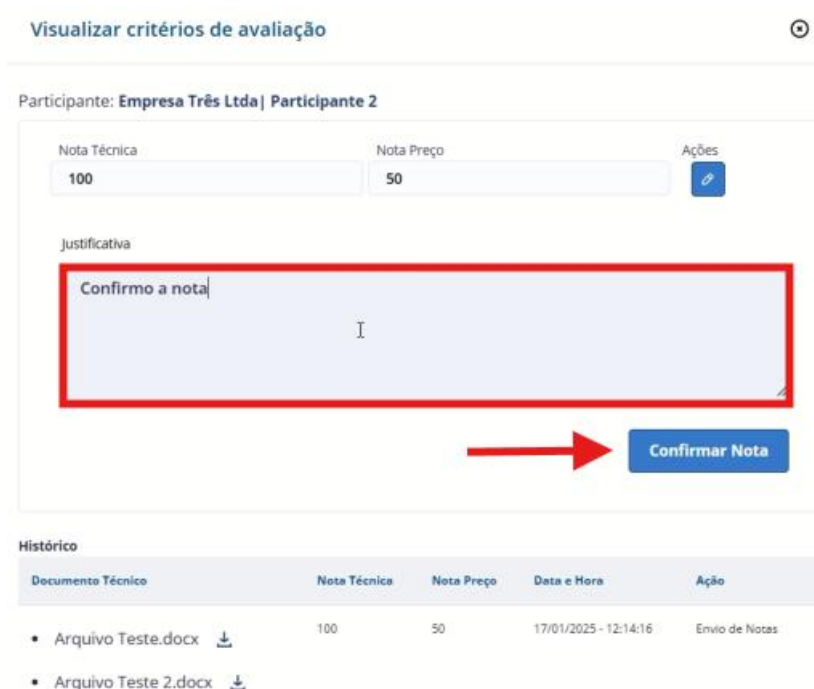 Visualizar critérios de avaliação
Participante: Empresa Três Ltda| Participante 2
Nota Técnica Nota Preço Ações
100 50
Justificativa
Confirmo a nota
Confirmar Nota
Histórico
Documento Técnico Nota Técnica Nota Preço Data e Hora Ação
• Arquivo Teste.docx 100 50 17/01/2025 - 12:14:16 Envio de Notas
• Arquivo Teste 2.docx